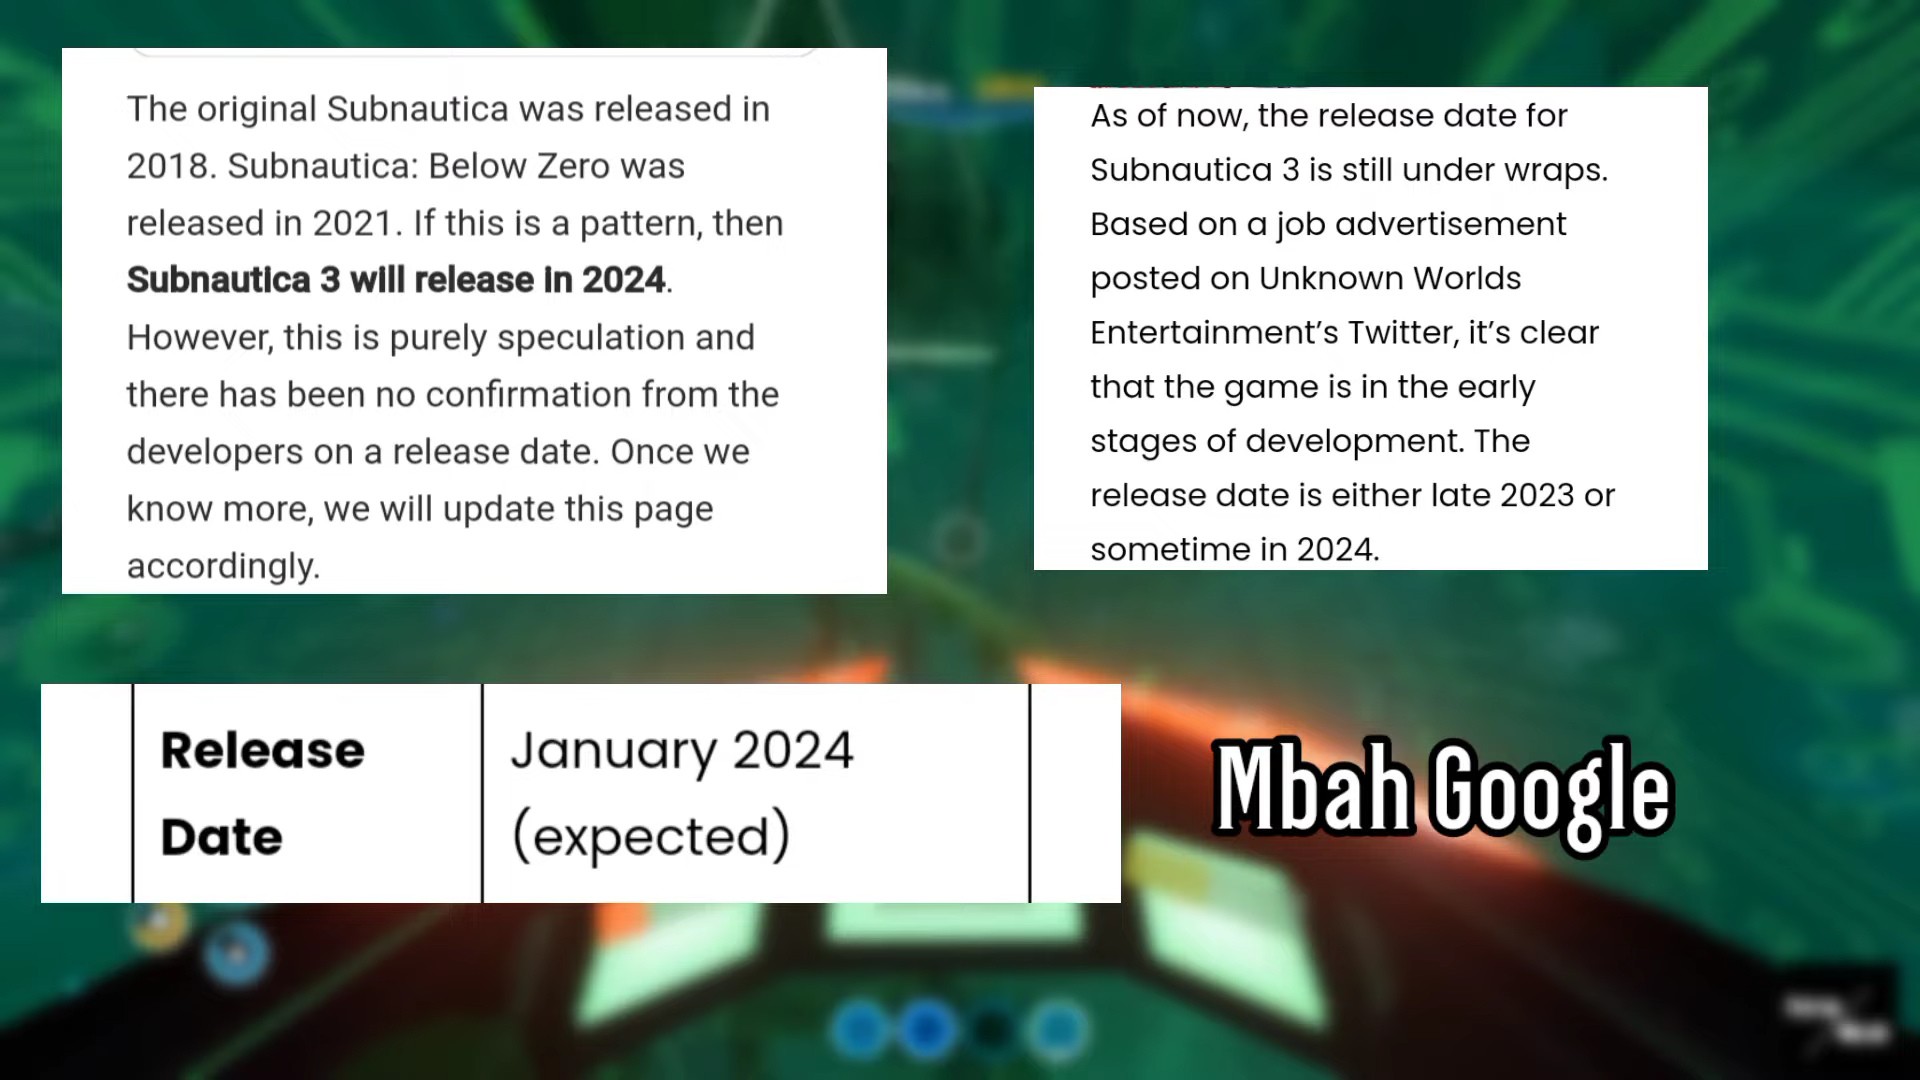 The original Subnautica was released in
2018. Subnautica: Below Zero was
released in 2021. If this is a pattern, then
Subnautica 3 will release in 2024.
However, this is purely speculation and
there has been no confirmation from the
developers on a release date. Once we
know more, we will update this page
accordingly.
As of now, the release date for
Subnautica 3 is still under wraps.
Based on a job advertisement
posted on Unknown Worlds
Entertainment’s Twitter, it’s clear
that the game is in the early
stages of development. The
release date is either late 2023 or
sometime in 2024.
Release
Date
January 2024
(expected)
Mbah Google